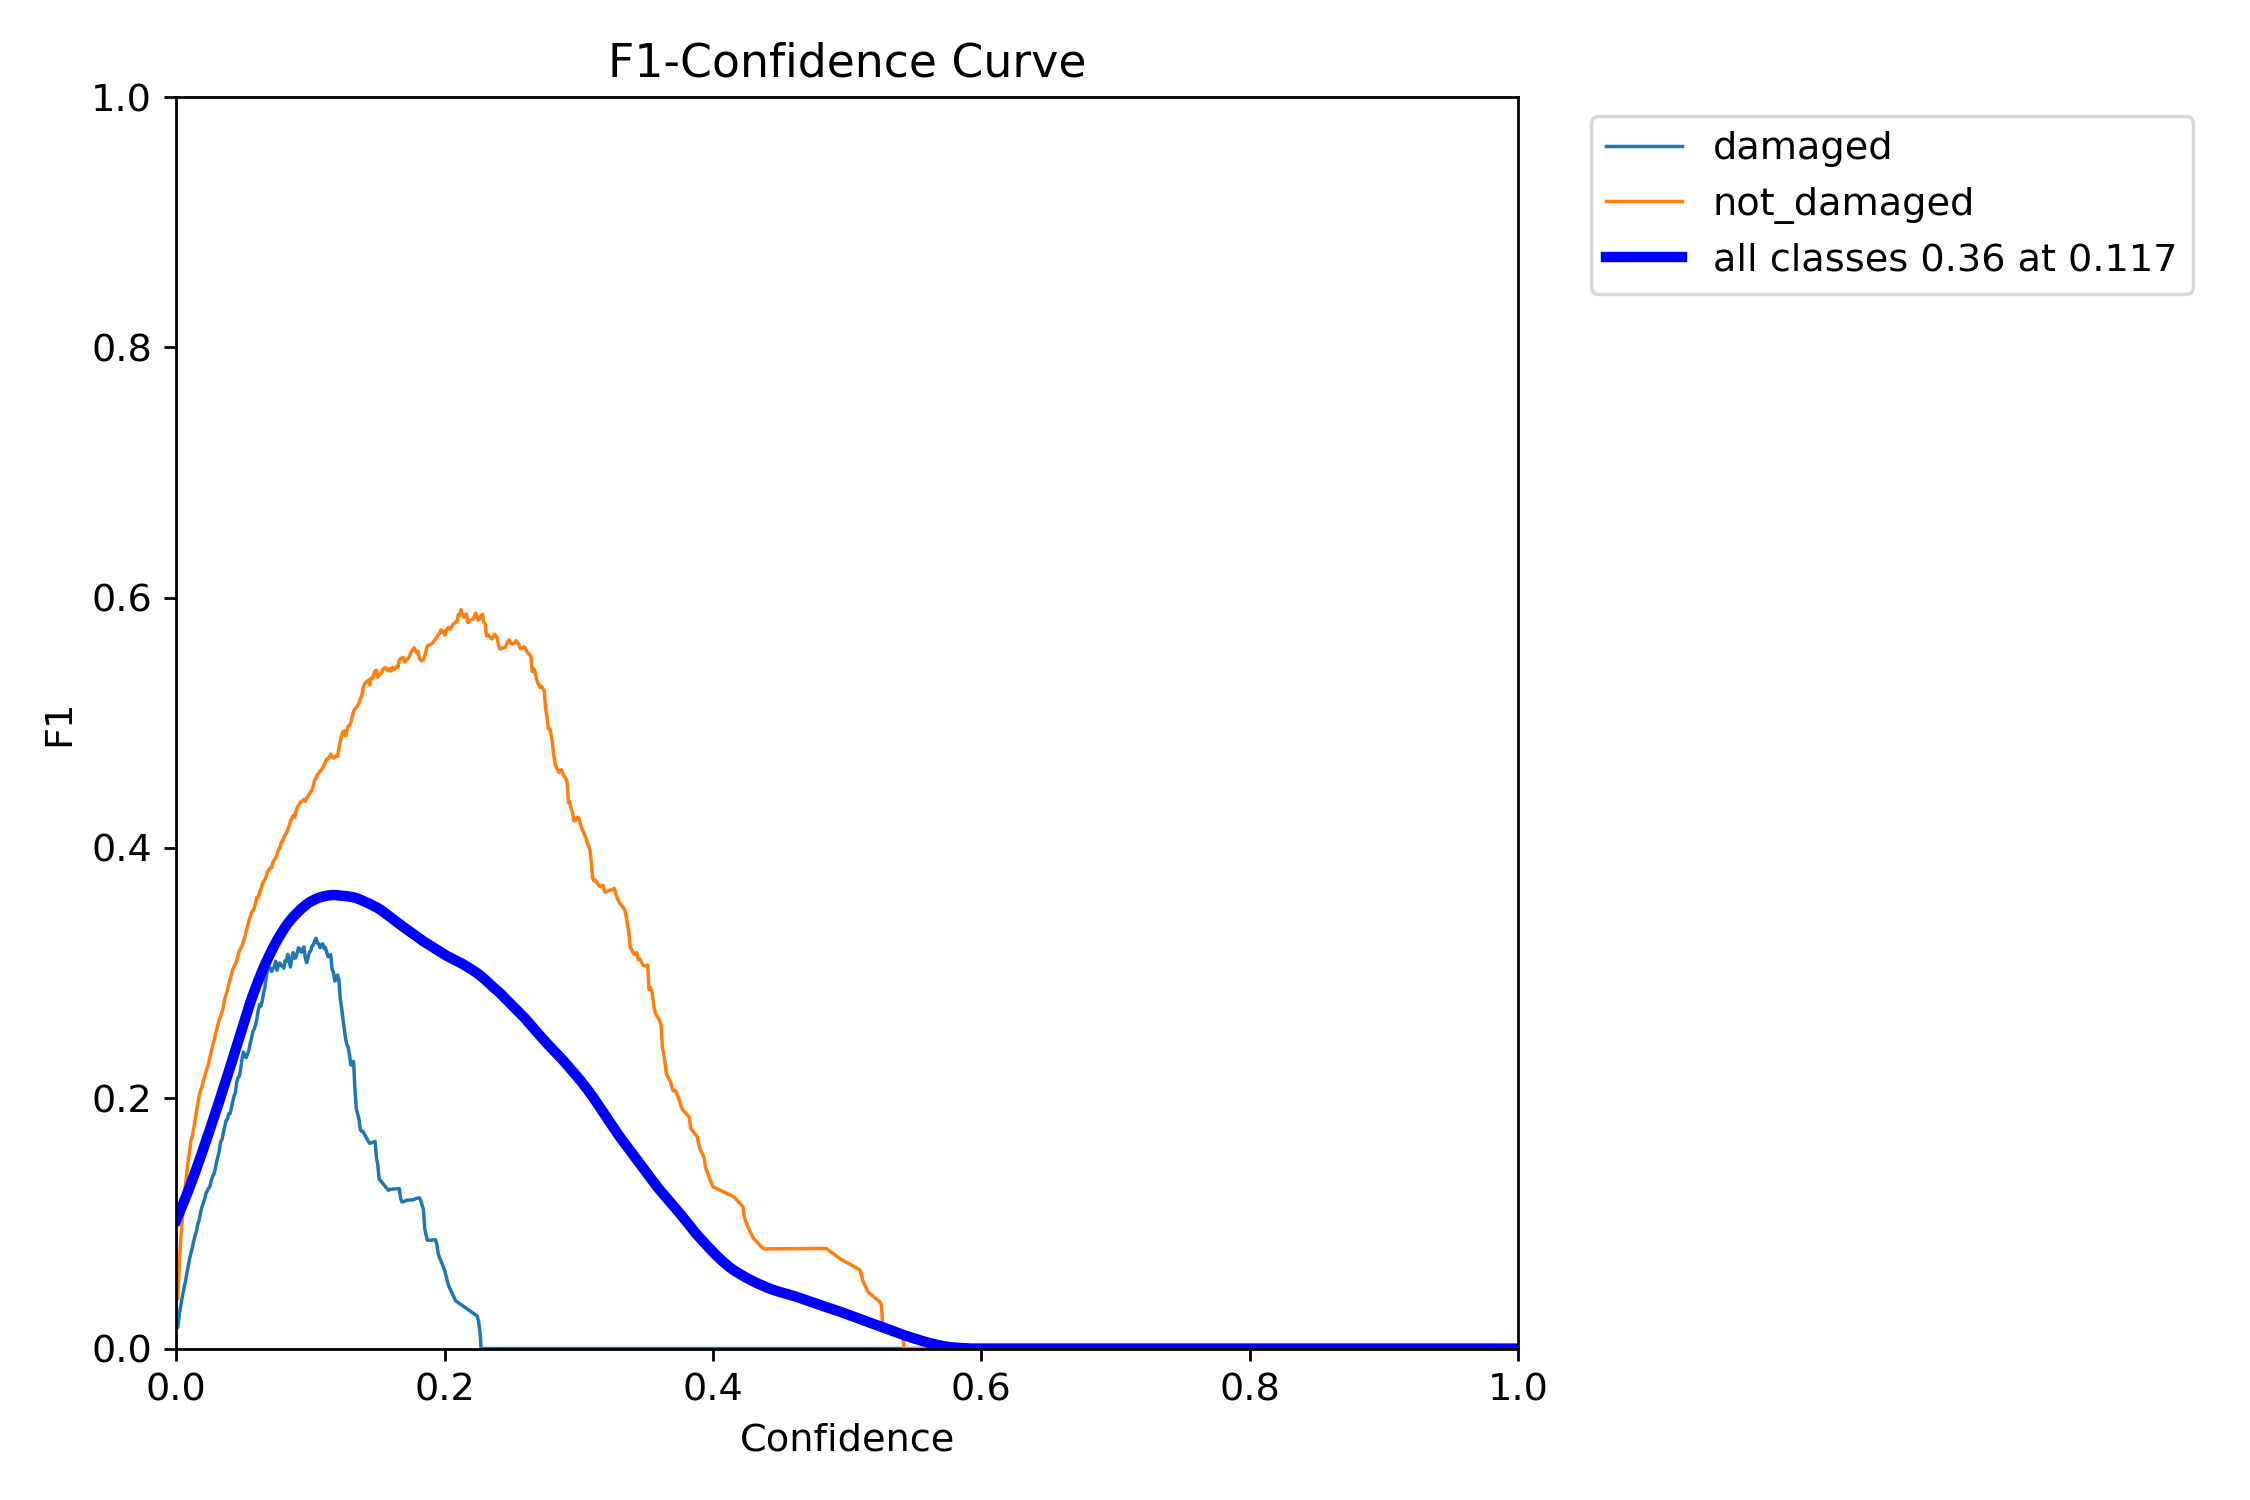 F1-Confidence Curve
1.0
0.8
0.6
0.4
0.2
0.0
F1
0.0 0.2 0.4 0.6 0.8 1.0
Confidence
damaged
not_damaged
all classes 0.36 at 0.117